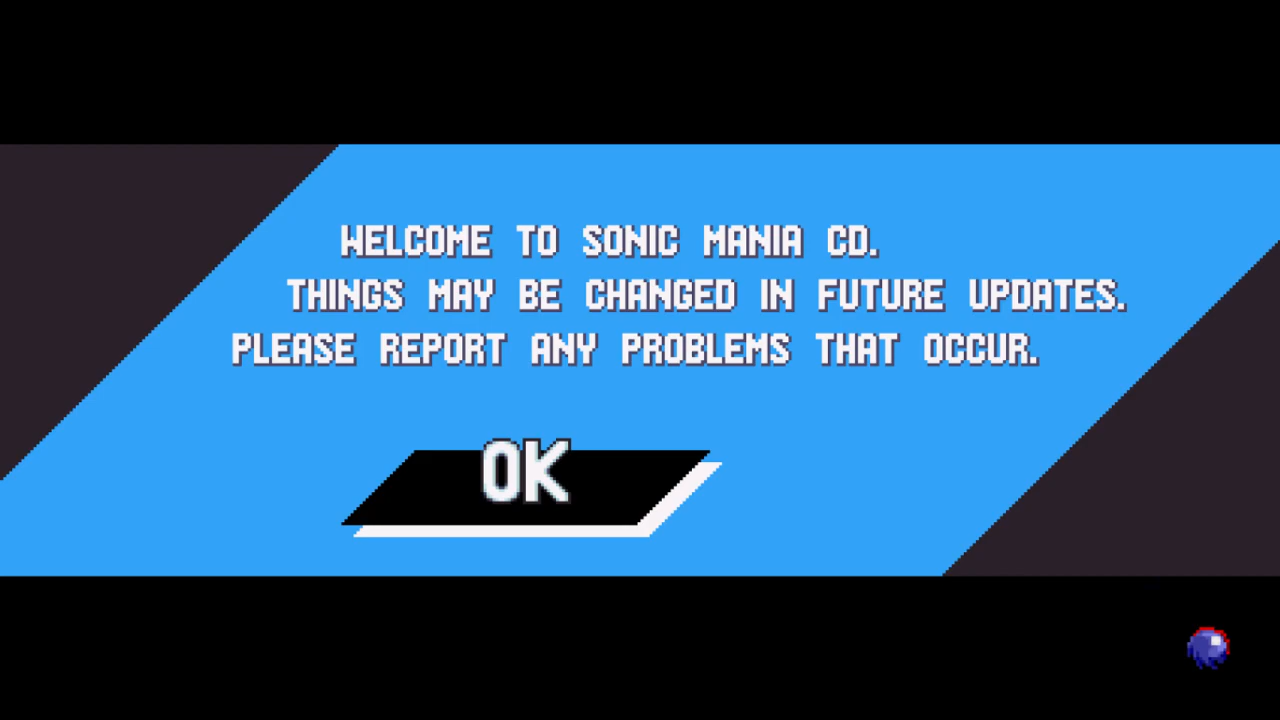 WELCOME TO SONIC MANIA CD.
THINGS MAY BE CHANGED IN FUTURE UPDATES.
PLEASE REPORT ANY PROBLEMS THAT OCCUR.
OK